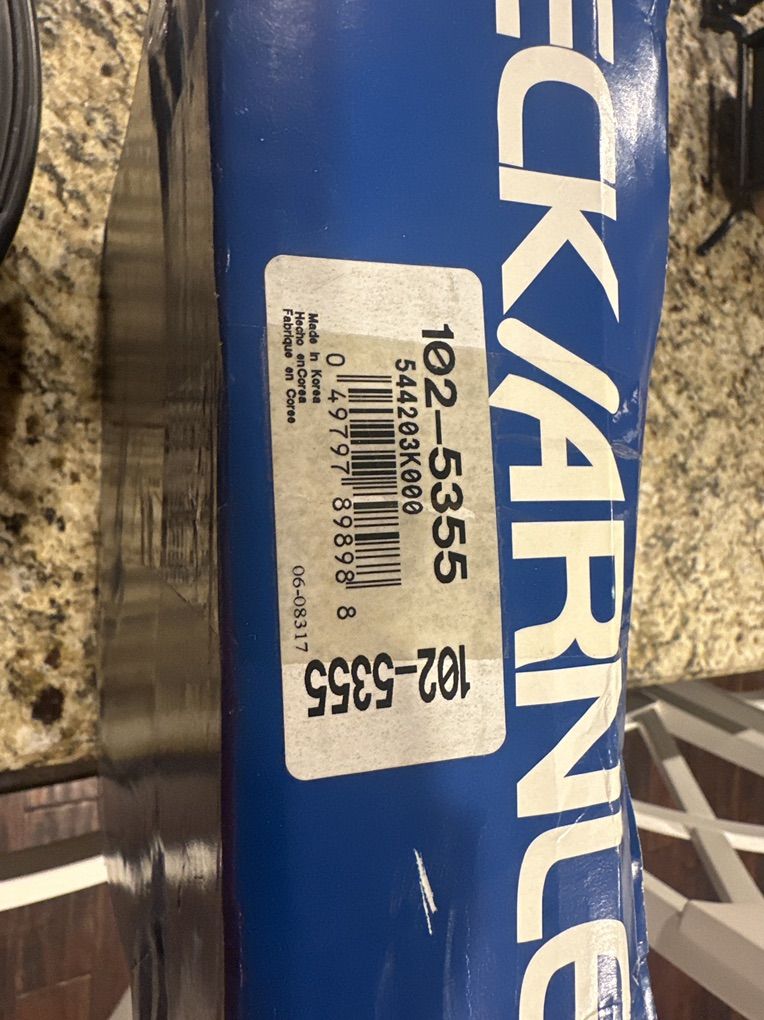 ECK/ARNLE
102-5355
544203K000
0 49797 89898 8
Made In Korea
Hecho enCorea
Fabrique en Coree
06-08317
102-5355